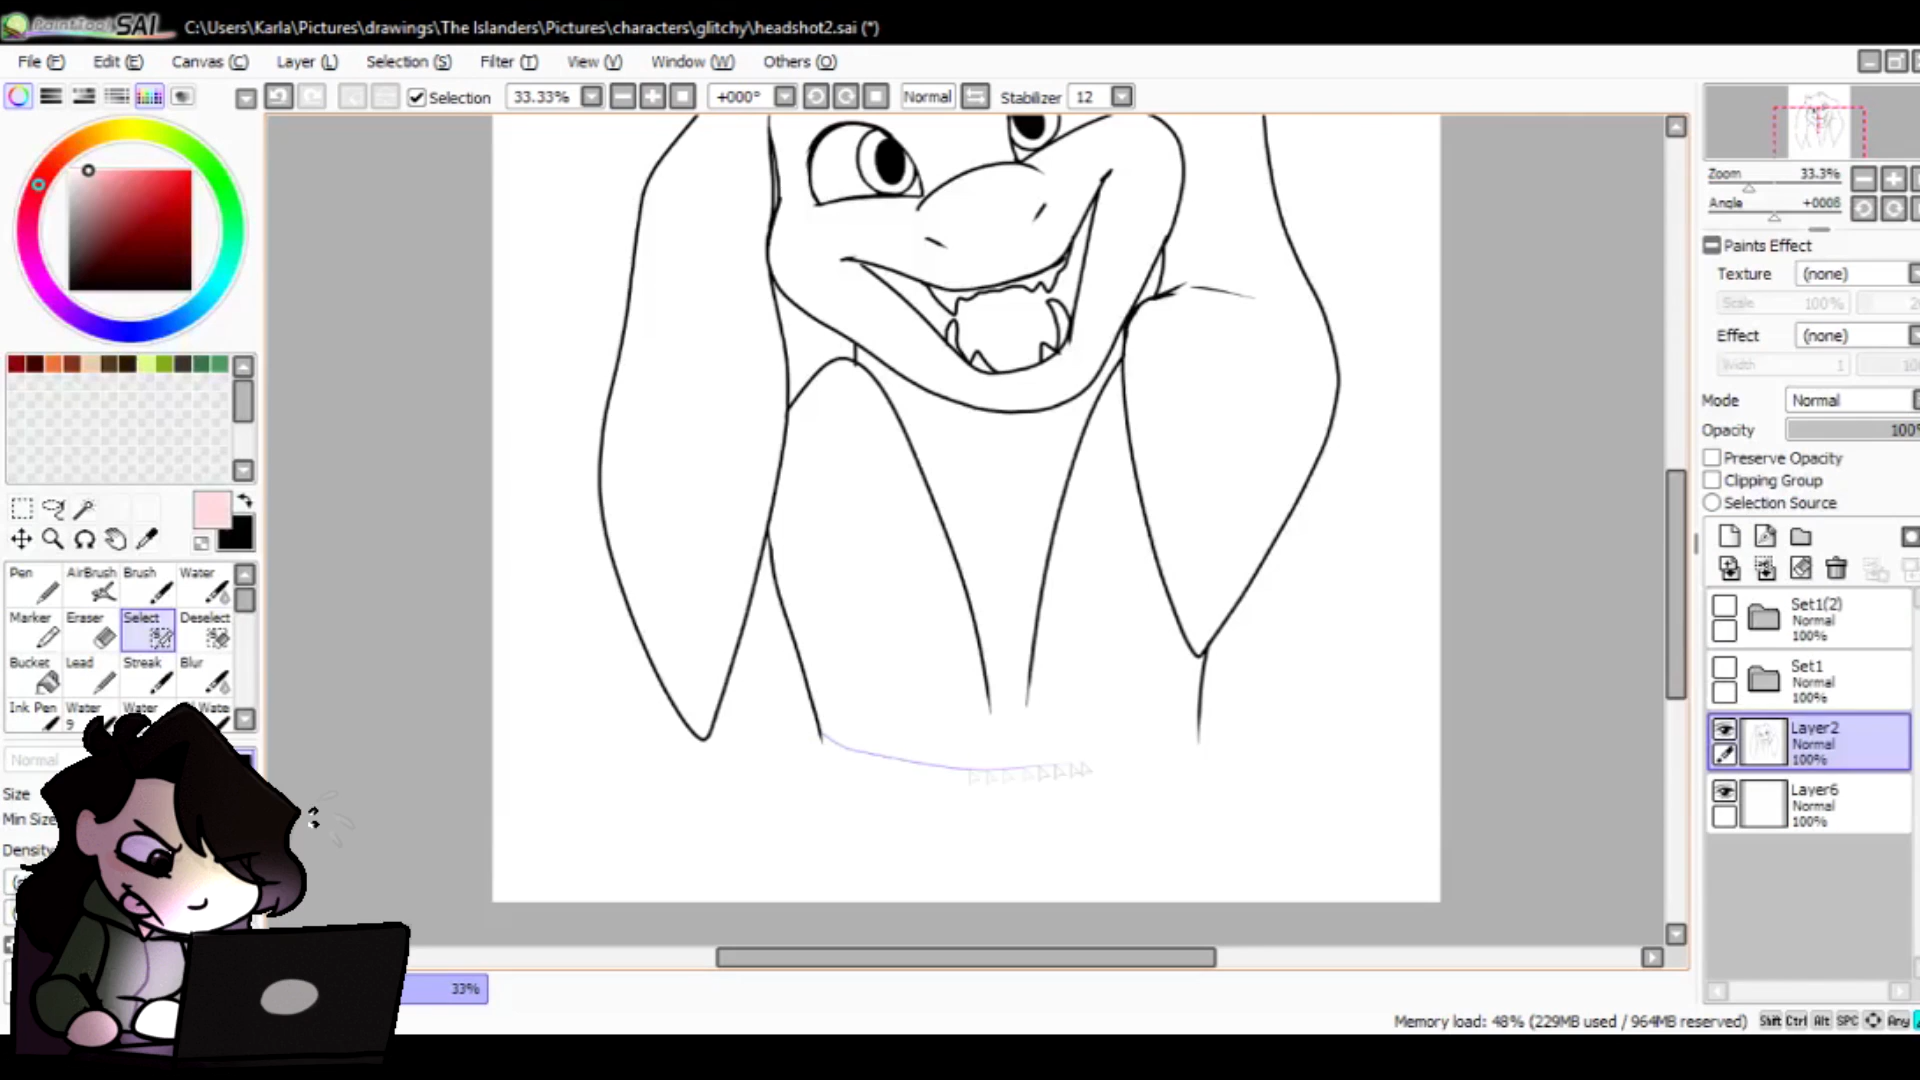 PaintTool SAI C:\Users\Karla\Pictures\drawings\The Islanders\Pictures\characters\glitchy\headshot2.sai (*)
File (F) Edit (E) Canvas (C) Layer (L) Selection (S) Filter (T) View (V) Window (W) Others (O)
Selection 33.33% +000° Normal Stabilizer 12
Zoom 33.3%
Angle
Paints Effect
Texture (none)
Scale 100%
Effect (none)
Width 1
Mode Normal
Opacity 100%
Preserve Opacity
Clipping Group
Selection Source
Pen AirBrush Brush Water
Marker Eraser Select Deselect
Bucket Lead Streak Blur
Ink Pen Water Water
9
Normal
Size
Min Size
Density
Set1(2)
Normal
100%
Set1
Normal
100%
Layer2
Normal
100%
Layer6
Normal
100%
33%
Memory load: 48% (229MB used / 964MB reserved) Shift Ctrl Alt SPC Any